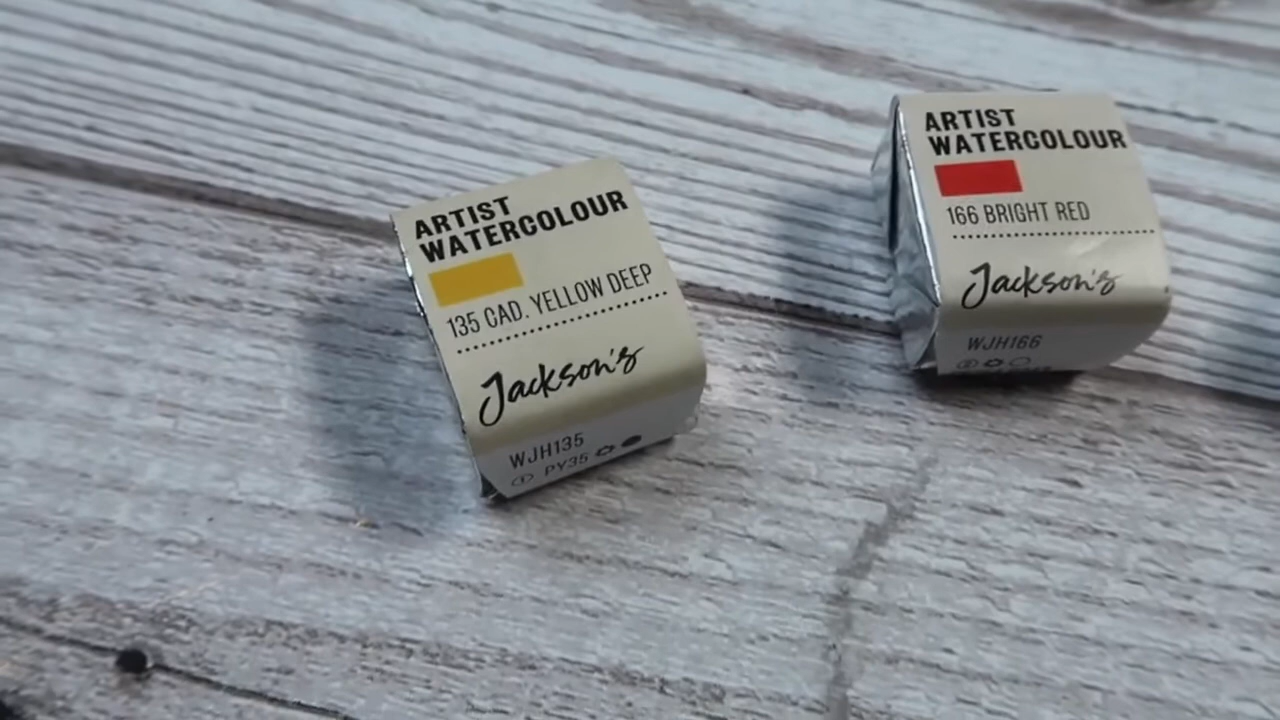 ARTIST
WATERCOLOUR
135 CAD. YELLOW DEEP
Jackson's
WJH135
PY35
ARTIST
WATERCOLOUR
166 BRIGHT RED
Jackson's
WJH166